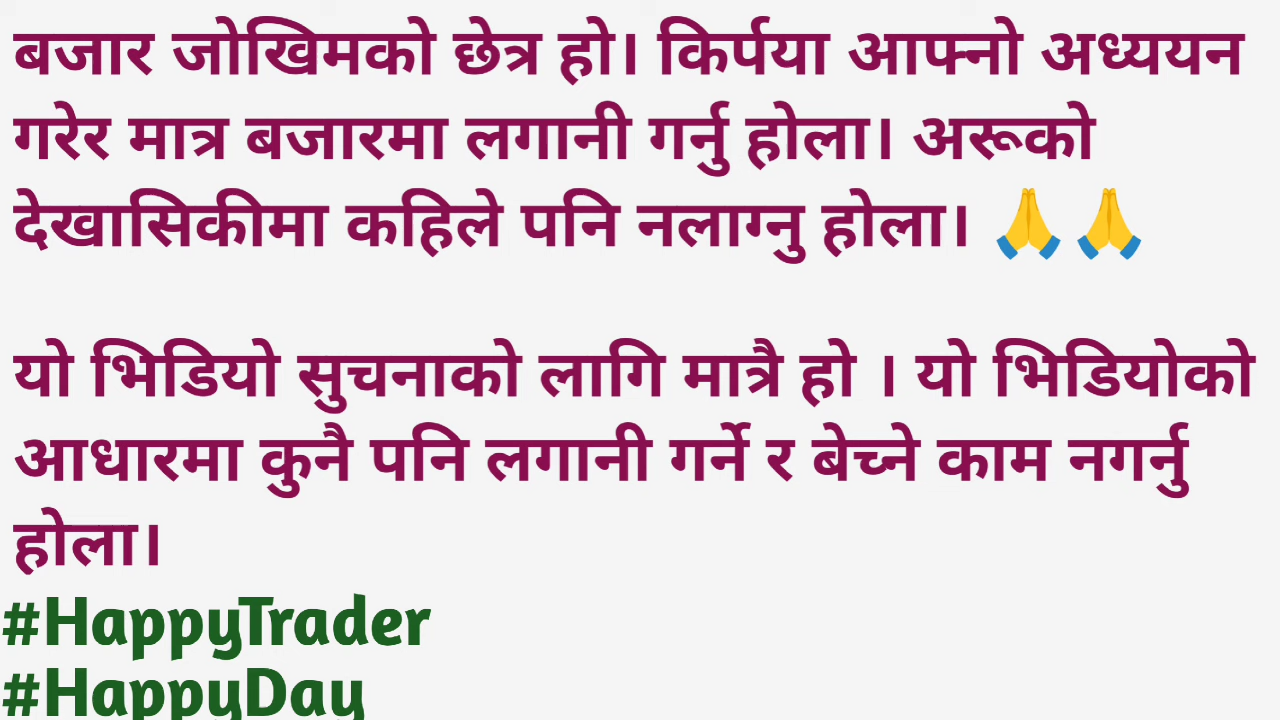 बजार जोखिमको छेत्र हो। किर्पया आफ्नो अध्ययन
गरेर मात्र बजारमा लगानी गर्नु होला। अरूको
देखासिकीमा कहिले पनि नलाग्नु होला। 🙏🙏
यो भिडियो सुचनाको लागि मात्रै हो । यो भिडियोको
आधारमा कुनै पनि लगानी गर्ने र बेच्ने काम नगर्नु
होला।
#HappyTrader
#HappyDay